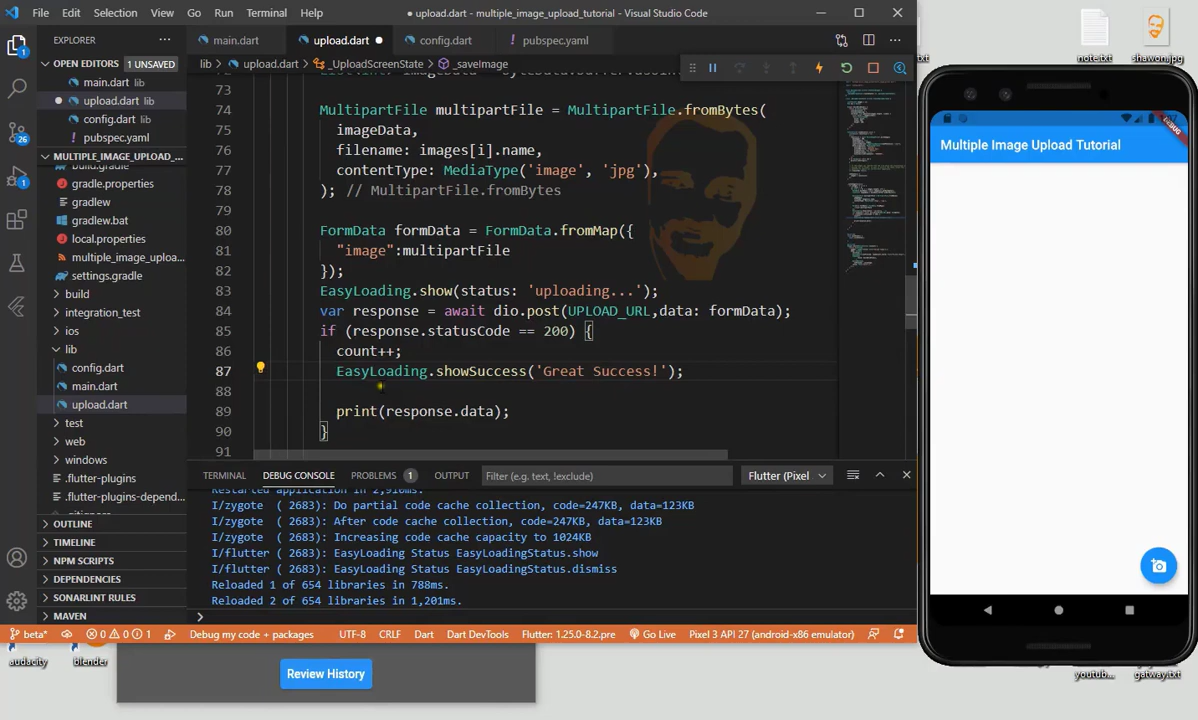 File Edit Selection View Go Run Terminal Help
● upload.dart - multiple_image_upload_tutorial - Visual Studio Code
EXPLORER
main.dart
upload.dart
config.dart
pubspec.yaml
OPEN EDITORS 1 UNSAVED
main.dart lib
upload.dart lib
config.dart lib
pubspec.yaml
MULTIPLE_IMAGE_UPLOAD_...
gradle.properties
gradlew
gradlew.bat
local.properties
multiple_image_uploa...
settings.gradle
build
integration_test
ios
lib
config.dart
main.dart
upload.dart
test
web
windows
.flutter-plugins
.flutter-plugins-depend...
OUTLINE
TIMELINE
NPM SCRIPTS
DEPENDENCIES
SONARLINT RULES
MAVEN
1
26
1
lib > upload.dart > _UploadScreenState > _saveImage
73
74 MultipartFile multipartFile = MultipartFile.fromBytes(
75 imageData,
76 filename: images[i].name,
77 contentType: MediaType('image', 'jpg'),
78 ); // MultipartFile.fromBytes
79
80 FormData formData = FormData.fromMap({
81 "image":multipartFile
82 });
83 EasyLoading.show(status: 'uploading...');
84 var response = await dio.post(UPLOAD_URL,data: formData);
85 if (response.statusCode == 200) {
86 count++;
87 EasyLoading.showSuccess('Great Success!');
88
89 print(response.data);
90 }
91
TERMINAL DEBUG CONSOLE PROBLEMS 1 OUTPUT
Filter (e.g. text, !exclude)
Flutter (Pixel
Restarted application in 2,910ms.
I/zygote ( 2683): Do partial code cache collection, code=247KB, data=123KB
I/zygote ( 2683): After code cache collection, code=247KB, data=123KB
I/zygote ( 2683): Increasing code cache capacity to 1024KB
I/flutter ( 2683): EasyLoading Status EasyLoadingStatus.show
I/flutter ( 2683): EasyLoading Status EasyLoadingStatus.dismiss
Reloaded 1 of 654 libraries in 788ms.
Reloaded 2 of 654 libraries in 1,201ms.
beta* 0 0 1 Debug my code + packages UTF-8 CRLF Dart Dart DevTools Flutter: 1.25.0-8.2.pre Go Live Pixel 3 API 27 (android-x86 emulator)
audacity
blender
Review History
txt
note.txt
shawon.jpg
DEBUG
Multiple Image Upload Tutorial
youtub...
gatway.txt